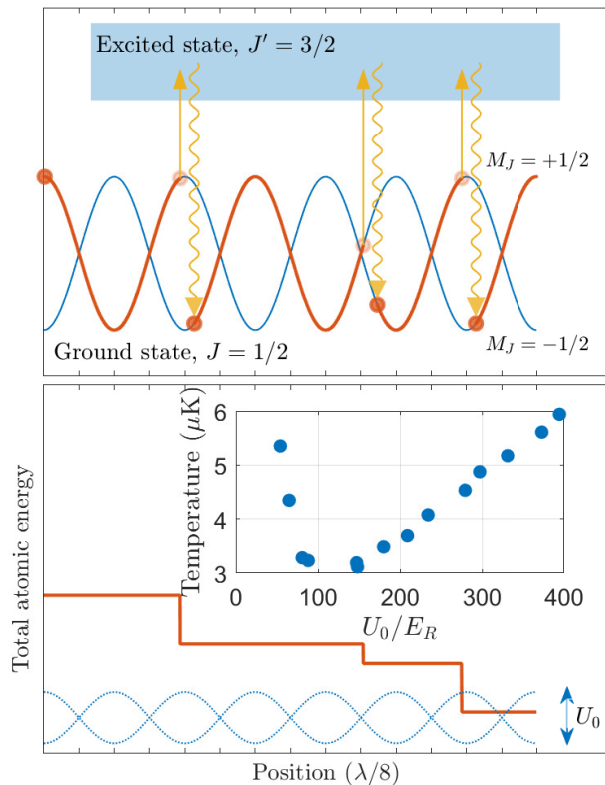 Excited state, J′ = 3/2
M_J = +1/2
Ground state, J = 1/2
M_J = −1/2
Total atomic energy
Temperature (μK)
6
5
4
3
0 100 200 300 400
U_0/E_R
U_0
Position (λ/8)